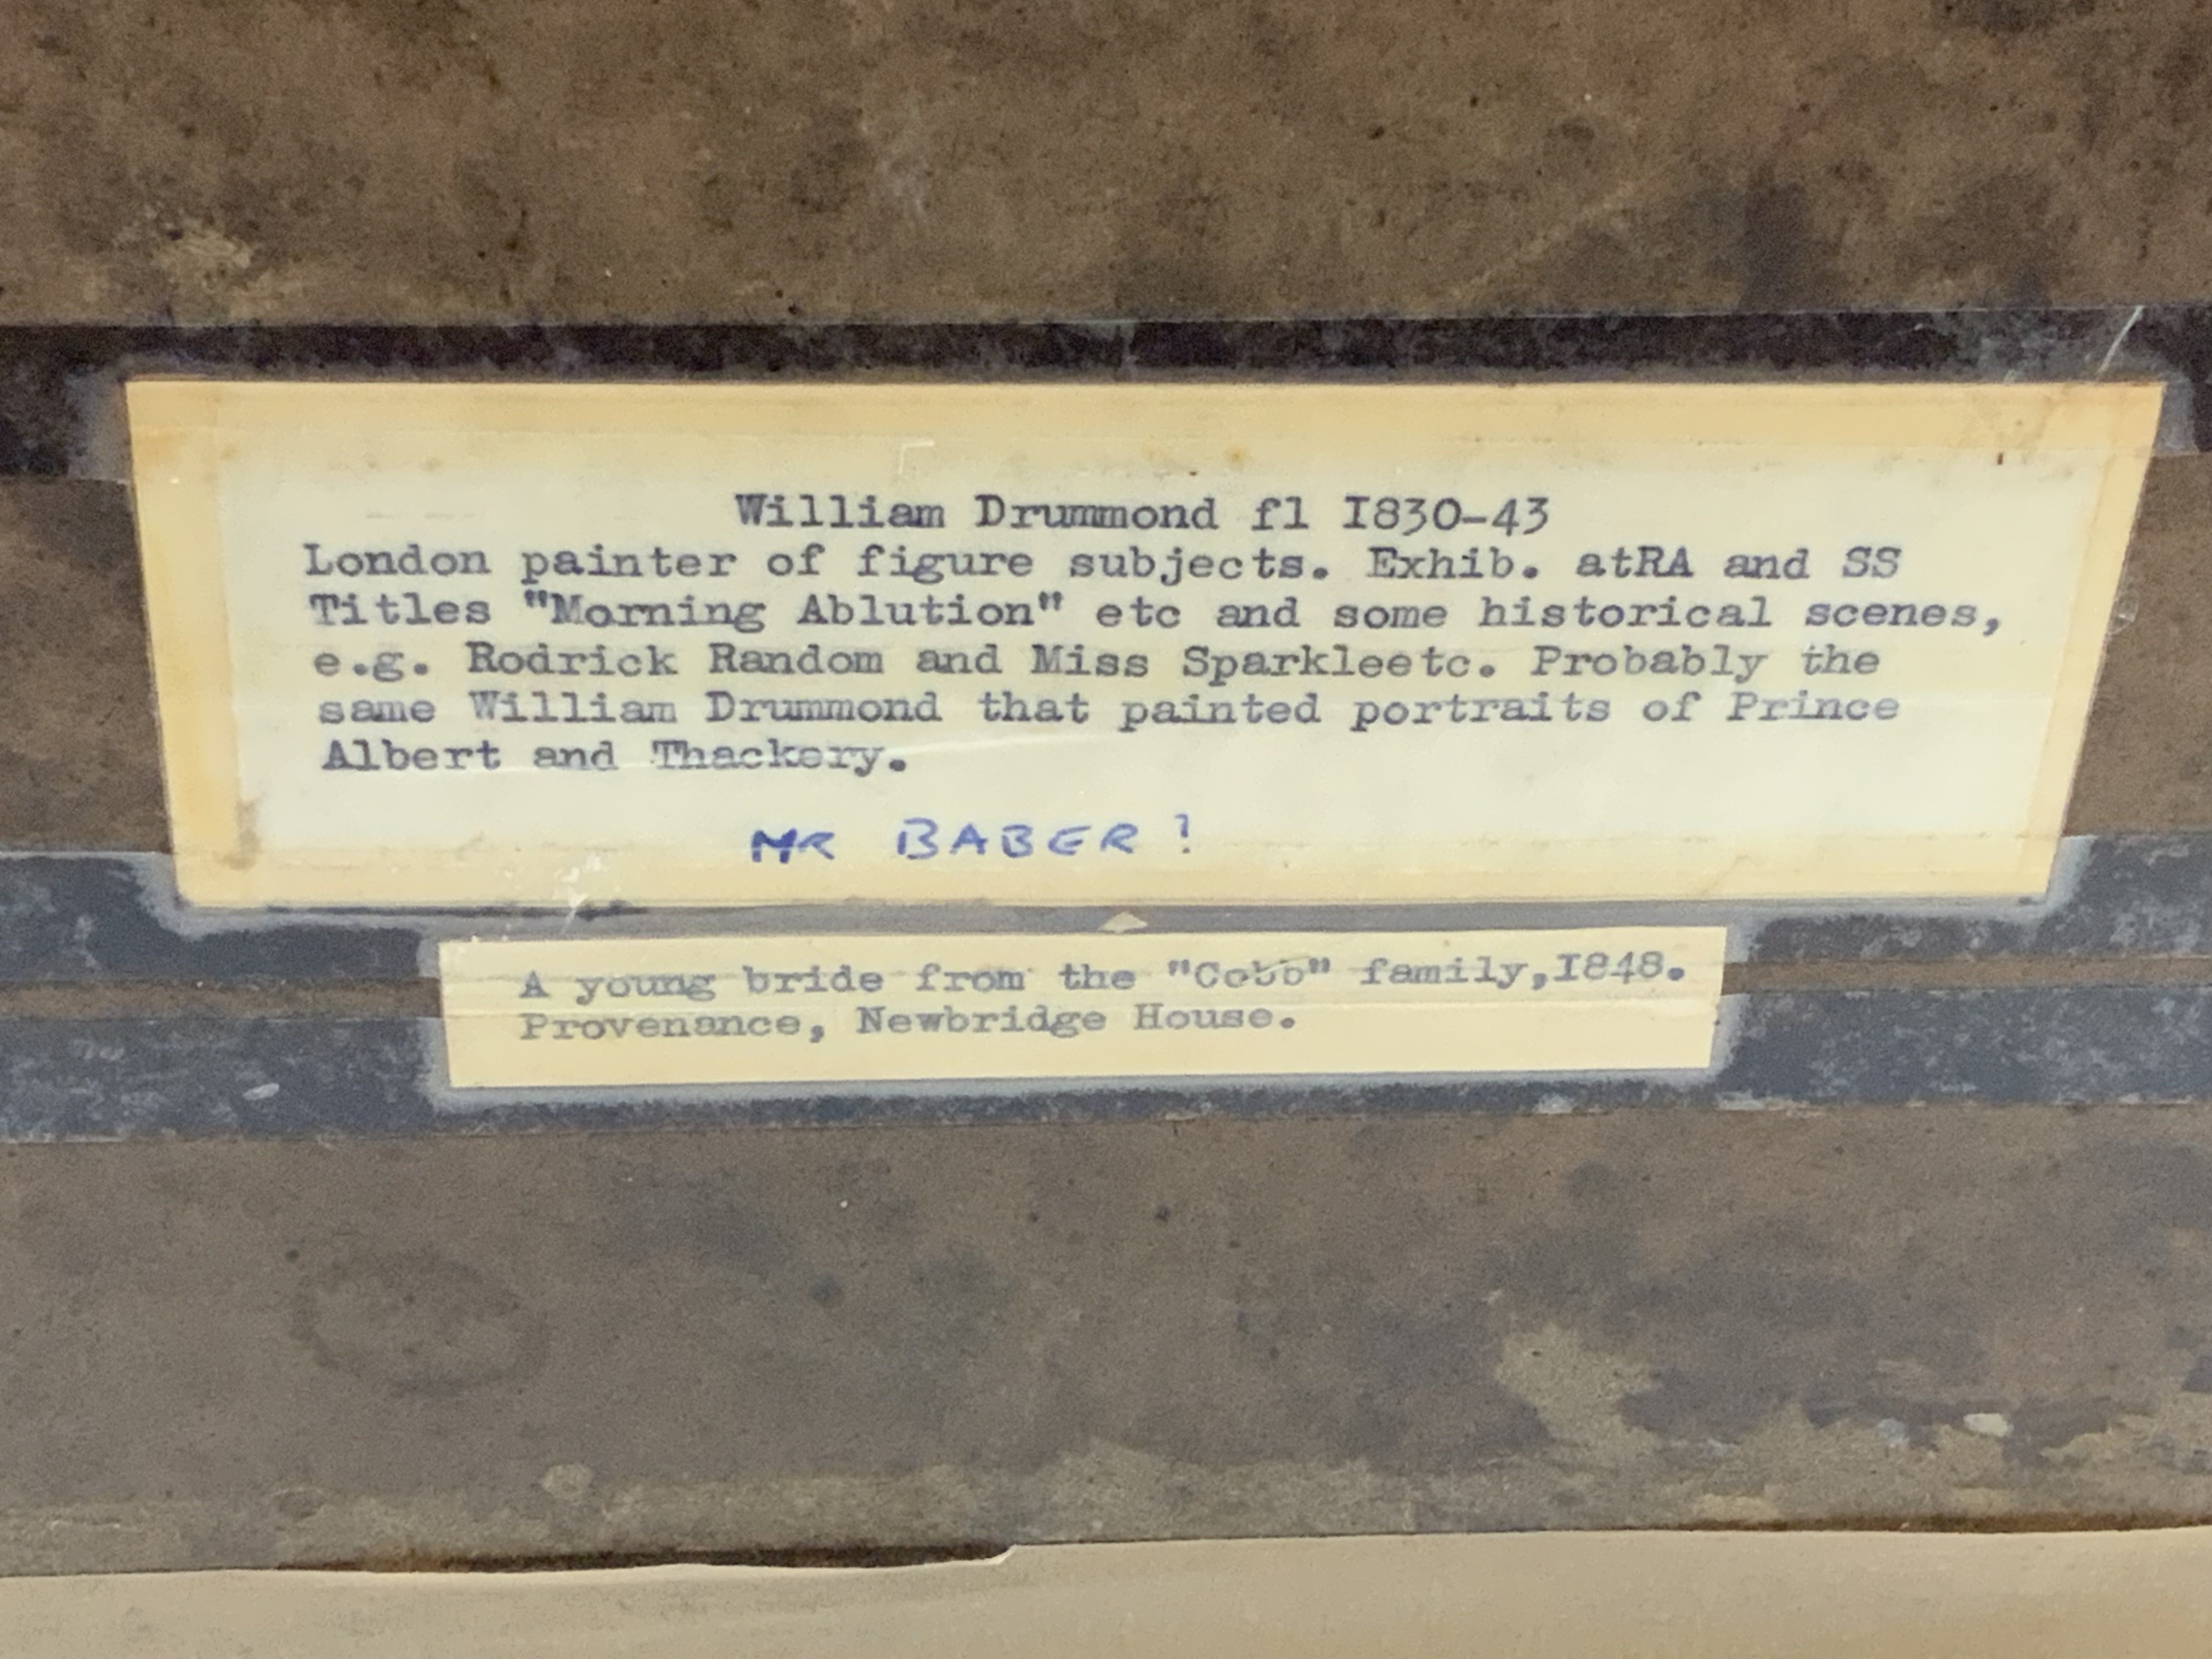 William Drummond fl I830-43
London painter of figure subjects. Exhib. atRA and SS
Titles "Morning Ablution" etc and some historical scenes,
e.g. Rodrick Random and Miss Sparkleetc. Probably the
same William Drummond that painted portraits of Prince
Albert and Thackery.
MR BABER!
A young bride from the "Cobb" family,I848.
Provenance, Newbridge House.